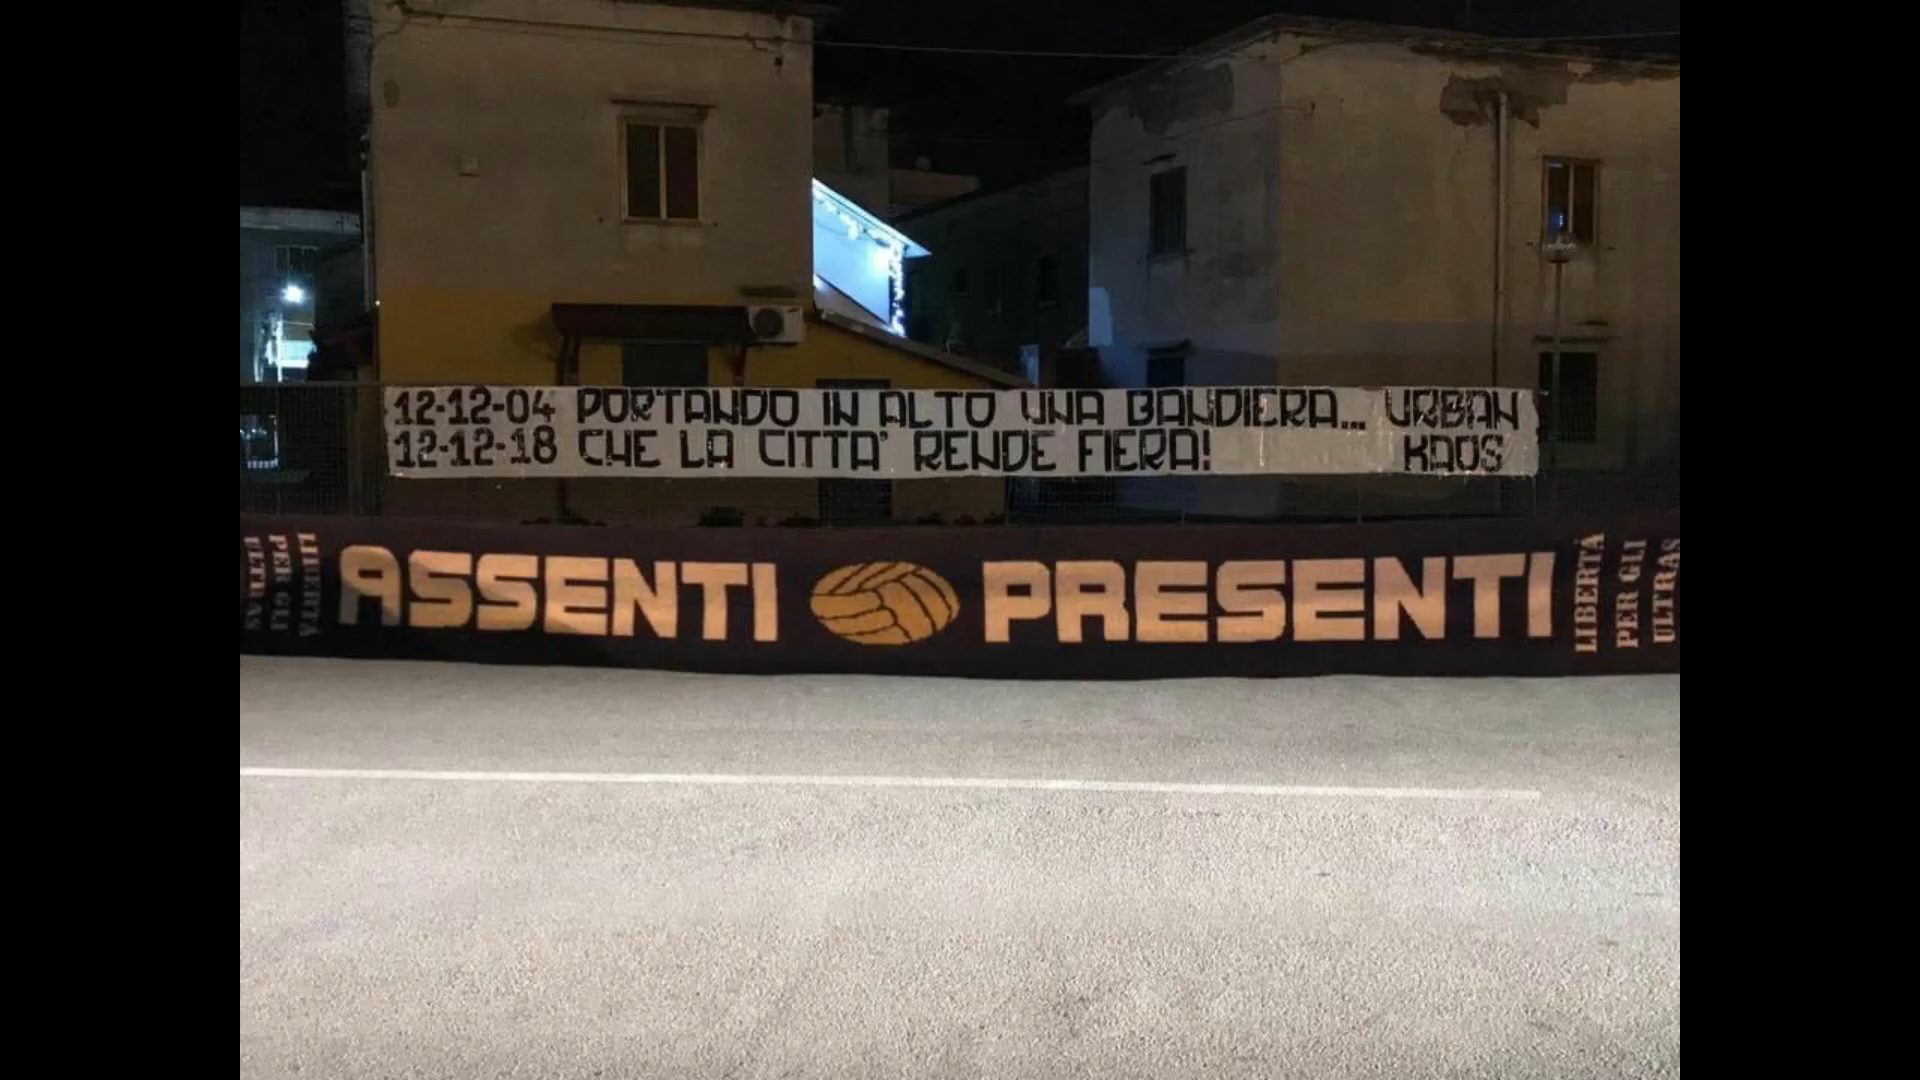 12-12-04 PORTANDO IN ALTO UNA BANDIERA... URBAN
12-12-18 CHE LA CITTA' RENDE FIERA! KAOS
LIBERTÀ
PER GLI
ULTRAS
ASSENTI PRESENTI
LIBERTÀ
PER GLI
ULTRAS